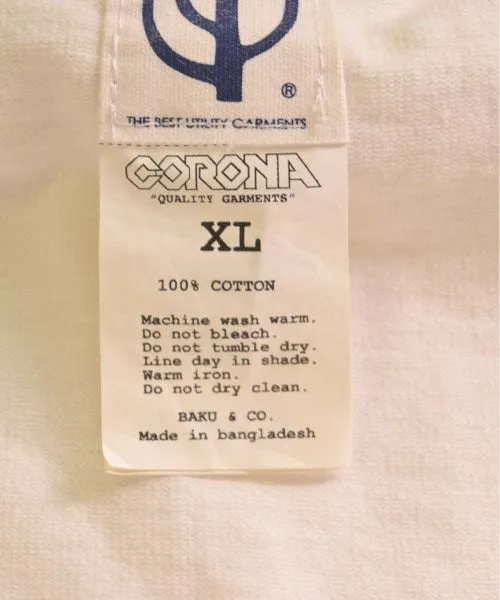 ®
THE BEST UTILITY GARMENTS
CORONA
"QUALITY GARMENTS"
XL
100% COTTON
Machine wash warm.
Do not bleach.
Do not tumble dry.
Line day in shade.
Warm iron.
Do not dry clean.
BAKU & CO.
Made in bangladesh